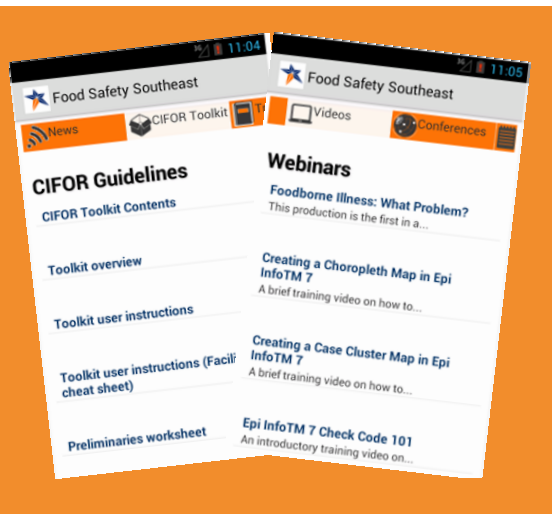 11:04
Food Safety Southeast
News
CIFOR Toolkit
CIFOR Guidelines
CIFOR Toolkit Contents
Toolkit overview
Toolkit user instructions
Toolkit user instructions (Facili
cheat sheet)
Preliminaries worksheet
11:05
Food Safety Southeast
Videos
Conferences
Webinars
Foodborne Illness: What Problem?
This production is the first in a...
Creating a Choropleth Map in Epi
InfoTM 7
A brief training video on how to...
Creating a Case Cluster Map in Epi
InfoTM 7
A brief training video on how to...
Epi InfoTM 7 Check Code 101
An introductory training video on...